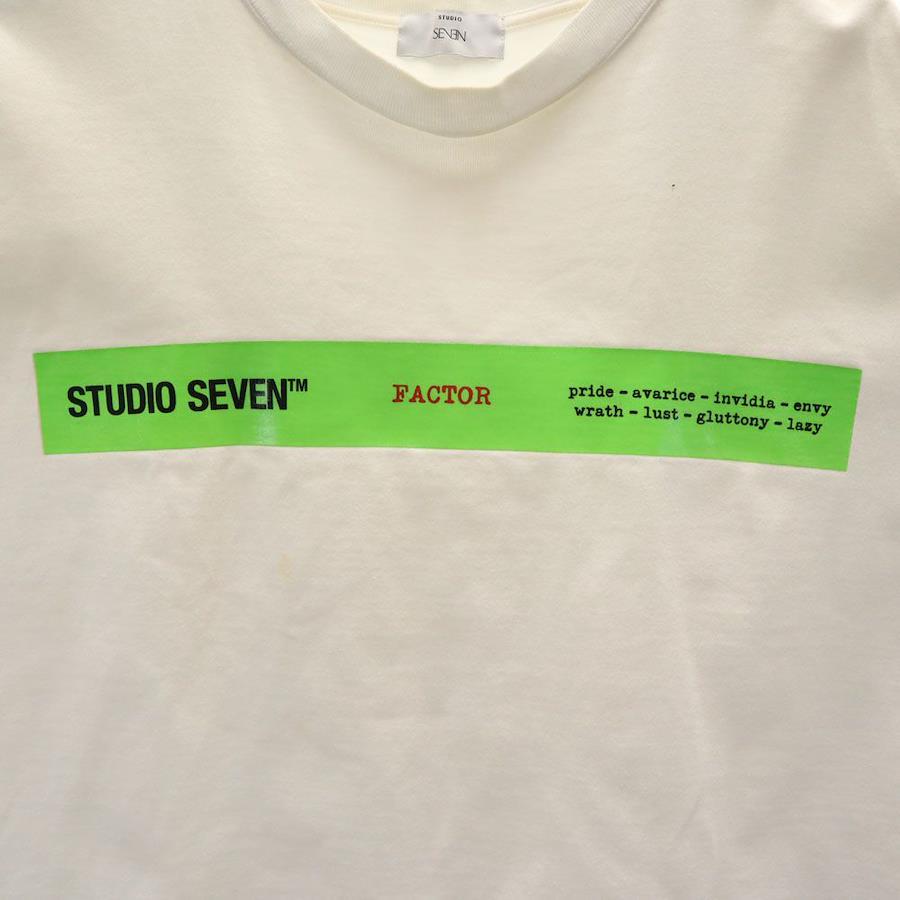 STUDIO
SEVEN
STUDIO SEVEN™
FACTOR
pride - avarice - invidia - envy
wrath - lust - gluttony - lazy